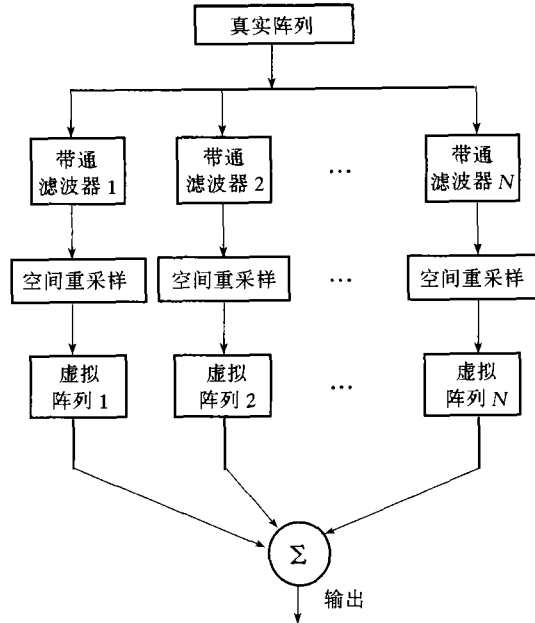 真实阵列
带通
滤波器 1
带通
滤波器 2
…
带通
滤波器 N
空间重采样
空间重采样
…
空间重采样
虚拟
阵列 1
虚拟
阵列 2
…
虚拟
阵列 N
Σ
输出